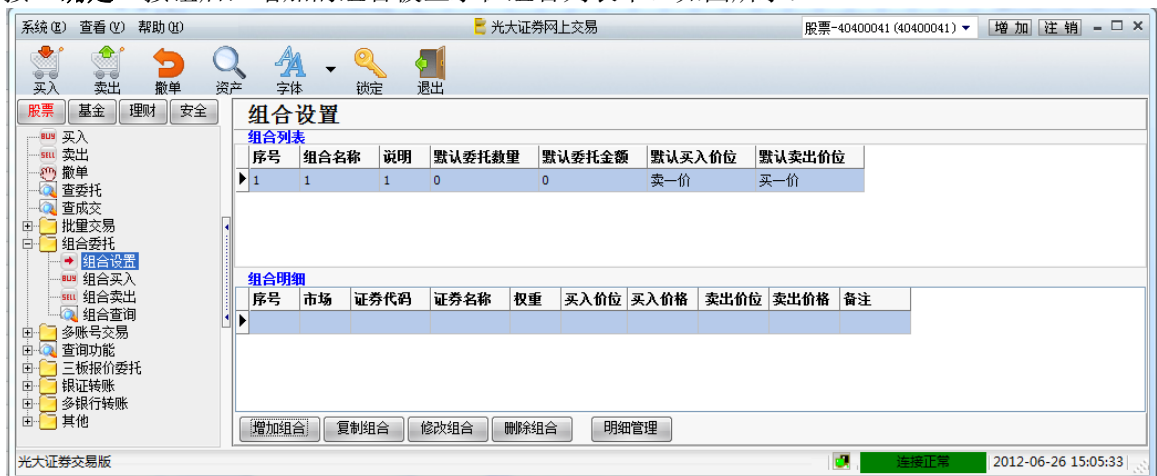 系统(E) 查看(V) 帮助(H) 光大证券网上交易 股票-40400041 (40400041) 增加 注销
买入 卖出 撤单 资产 字体 锁定 退出
股票 基金 理财 安全
BUY 买入
SELL 卖出
撤单
查委托
查成交
批量交易
组合委托
组合设置
BUY 组合买入
SELL 组合卖出
组合查询
多账号交易
查询功能
三板报价委托
银证转账
多银行转账
其他
组合设置
组合列表
序号 组合名称 说明 默认委托数量 默认委托金额 默认买入价位 默认卖出价位
1 1 1 0 0 卖一价 买一价
组合明细
序号 市场 证券代码 证券名称 权重 买入价位 买入价格 卖出价位 卖出价格 备注
增加组合 复制组合 修改组合 删除组合 明细管理
光大证券交易版 连接正常 2012-06-26 15:05:33